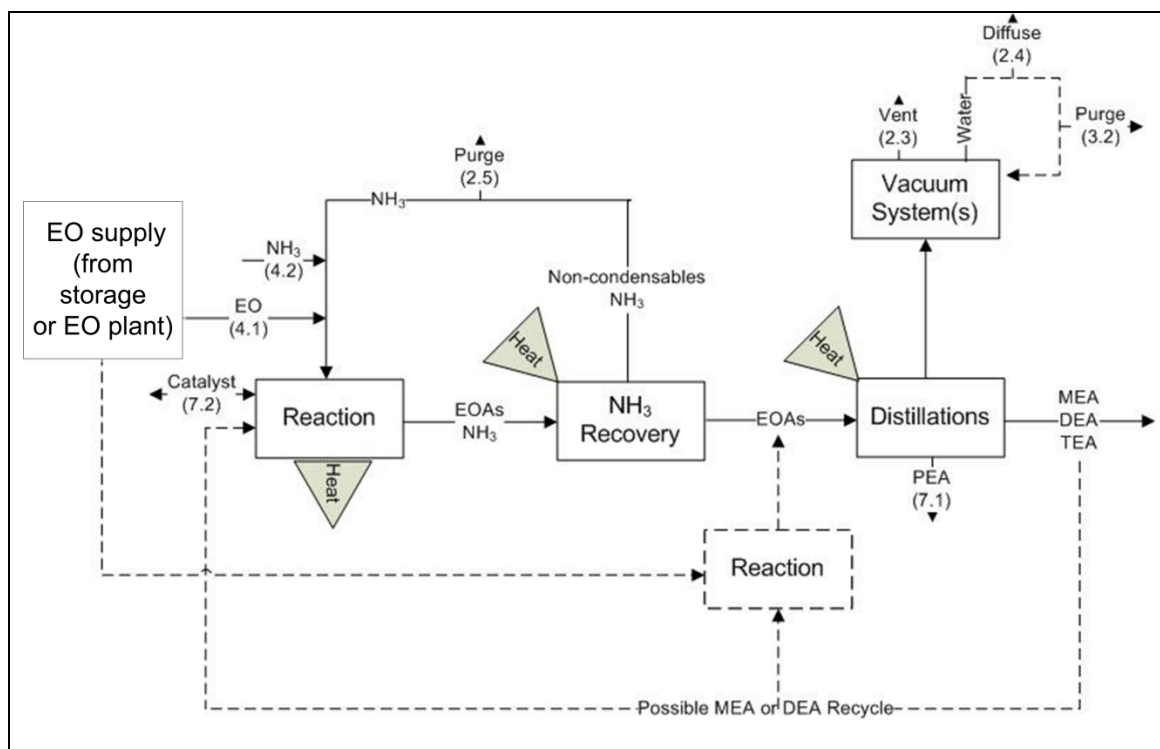 Diffuse
(2.4)
Vent
(2.3)
Water
Purge
(3.2)
Purge
(2.5)
Vacuum
System(s)
NH₃
EO supply
(from
storage
or EO plant)
NH₃
(4.2)
Non-condensables
NH₃
EO
(4.1)
Heat
Heat
Catalyst
(7.2)
Reaction
EOAs
NH₃
NH₃
Recovery
EOAs
Distillations
MEA
DEA
TEA
Heat
PEA
(7.1)
Reaction
Possible MEA or DEA Recycle